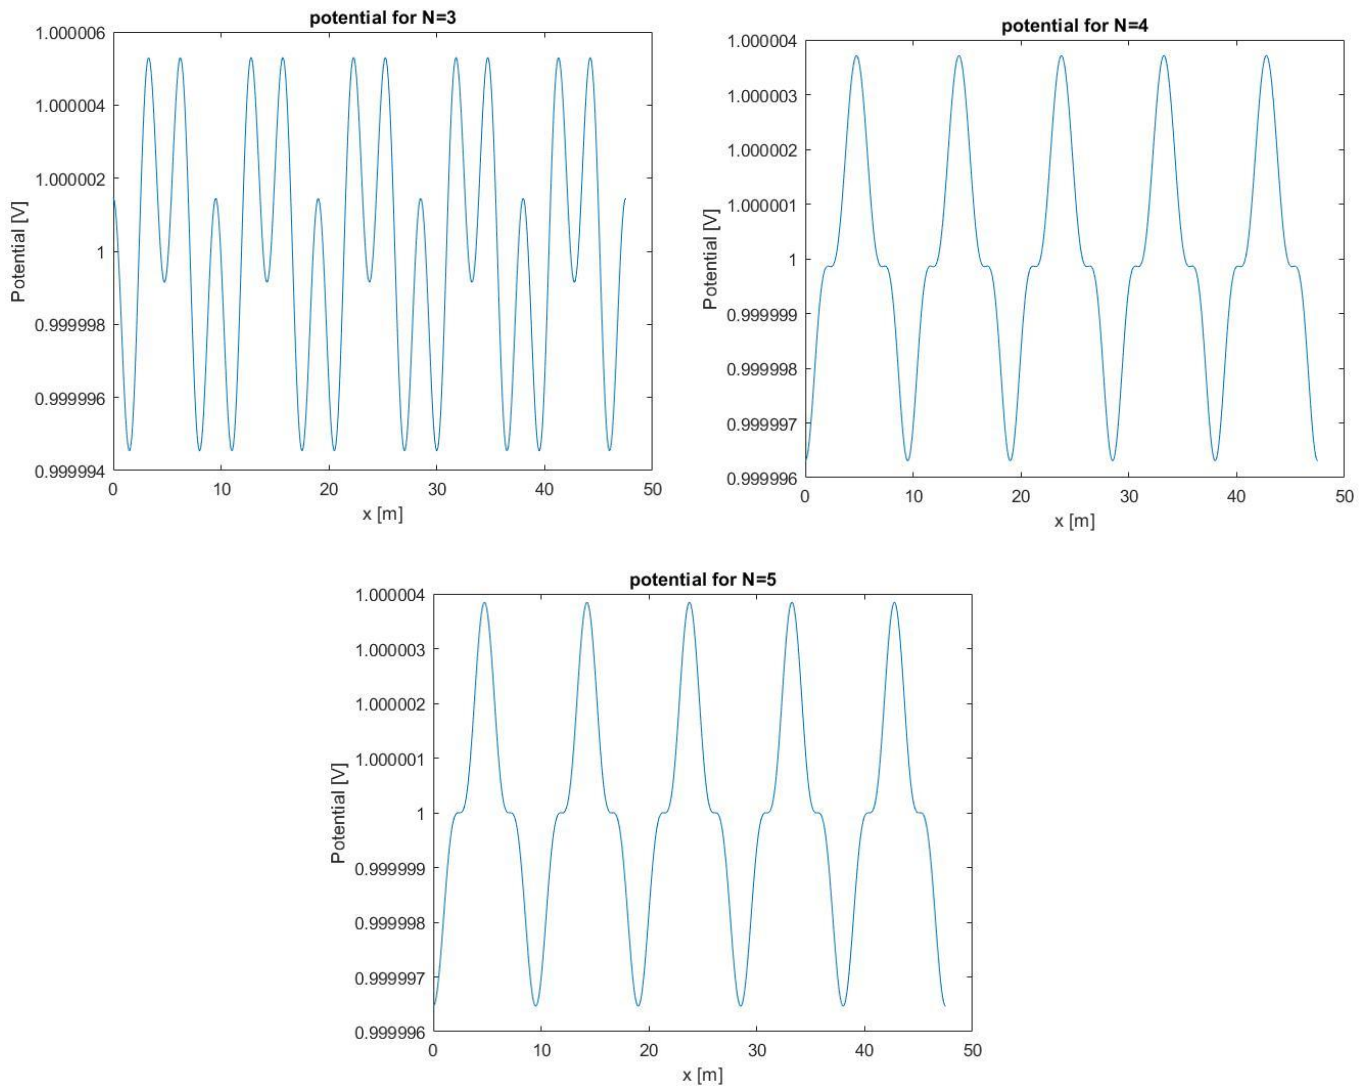 potential for N=3
1.000006
1.000004
1.000002
1
0.999998
0.999996
0.999994
Potential [V]
0 10 20 30 40 50
x [m]
potential for N=4
1.000004
1.000003
1.000002
1.000001
1
0.999999
0.999998
0.999997
0.999996
Potential [V]
0 10 20 30 40 50
x [m]
potential for N=5
1.000004
1.000003
1.000002
1.000001
1
0.999999
0.999998
0.999997
0.999996
Potential [V]
0 10 20 30 40 50
x [m]